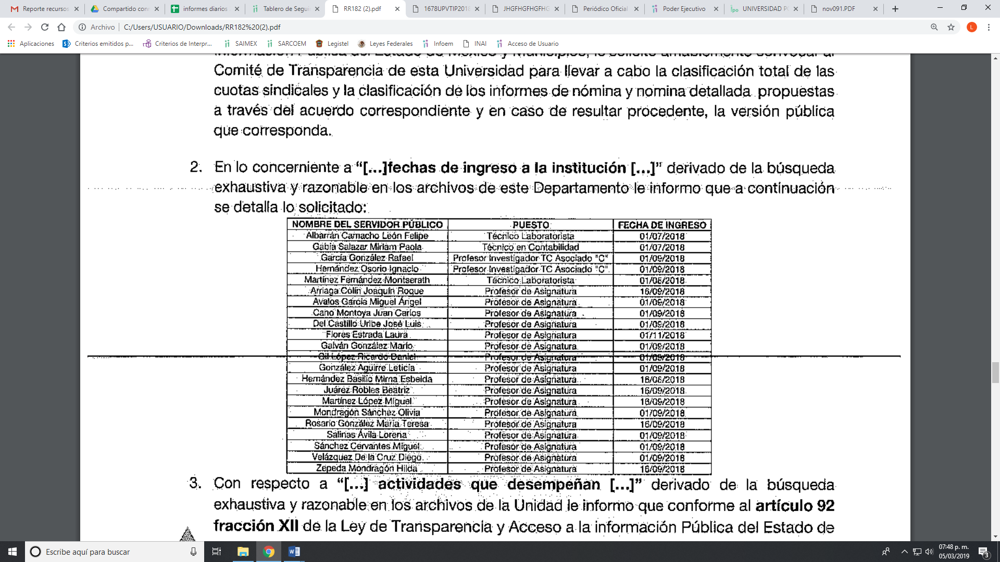 Reporte recursos
Compartido con
informes diarios
Tablero de Segui
RR182 (2).pdf
1678UPVTIP2018
JHGFHGFHGFHG
Periódico Oficial
Poder Ejecutivo
UNIVERSIDAD PO
nov091.PDF
Archivo
C:/Users/USUARIO/Downloads/RR182%20(2).pdf
L
Aplicaciones
Criterios emitidos p...
Criterios de Interpr...
SAIMEX
SARCOEM
Legistel
Leyes Federales
Infoem
INAI
Acceso de Usuario
Información Pública del Estado de México y Municipios, le solicito amablemente convocar al
Comité de Transparencia de esta Universidad para llevar a cabo la clasificación total de las
cuotas sindicales y la clasificación de los informes de nómina y nomina detallada propuestas
a través del acuerdo correspondiente y en caso de resultar procedente, la versión pública
que corresponda.
2. En lo concerniente a “[...]fechas de ingreso a la institución [...]” derivado de la búsqueda
exhaustiva y razonable en los archivos de este Departamento le informo que a continuación
se detalla lo solicitado:
NOMBRE DEL SERVIDOR PÚBLICO PUESTO FECHA DE INGRESO
Albarrán Camacho León Felipe Técnico Laboratorista 01/07/2018
Gabia Salazar Miriam Paola Técnico en Contabilidad 01/07/2018
García González Rafael Profesor Investigador TC Asociado "C" 01/09/2018
Hernández Osorio Ignacio Profesor Investigador TC Asociado "C" 01/09/2018
Martínez Fernández Montserath Técnico Laboratorista 01/08/2018
Arriaga Colín Joaquín Roque Profesor de Asignatura 16/09/2018
Avalos García Miguel Ángel Profesor de Asignatura 01/09/2018
Cano Montoya Juan Carlos Profesor de Asignatura 01/09/2018
Del Castillo Uribe José Luis Profesor de Asignatura 01/09/2018
Flores Estrada Laura Profesor de Asignatura 01/11/2018
Galván González Mario Profesor de Asignatura 01/09/2018
Gil López Ricardo Daniel Profesor de Asignatura 01/09/2018
González Aguirre Leticia Profesor de Asignatura 01/09/2018
Hernández Basilio Mirna Esbeida Profesor de Asignatura 16/08/2018
Juárez Robles Beatriz Profesor de Asignatura 16/09/2018
Martínez López Miguel Profesor de Asignatura 16/09/2018
Mondragón Sánchez Olivia Profesor de Asignatura 01/09/2018
Rosario González María Teresa Profesor de Asignatura 16/09/2018
Salinas Ávila Lorena Profesor de Asignatura 01/09/2018
Sánchez Cervantes Miguel Profesor de Asignatura 01/09/2018
Velázquez De la Cruz Diego Profesor de Asignatura 01/09/2018
Zepeda Mondragón Hilda Profesor de Asignatura 16/09/2018
3. Con respecto a “[...] actividades que desempeñan [...]” derivado de la búsqueda
exhaustiva y razonable en los archivos de la Unidad le informo que conforme al artículo 92
fracción XII de la Ley de Transparencia y Acceso a la información Pública del Estado de
Escribe aquí para buscar
07:48 p. m.
05/03/2019
3